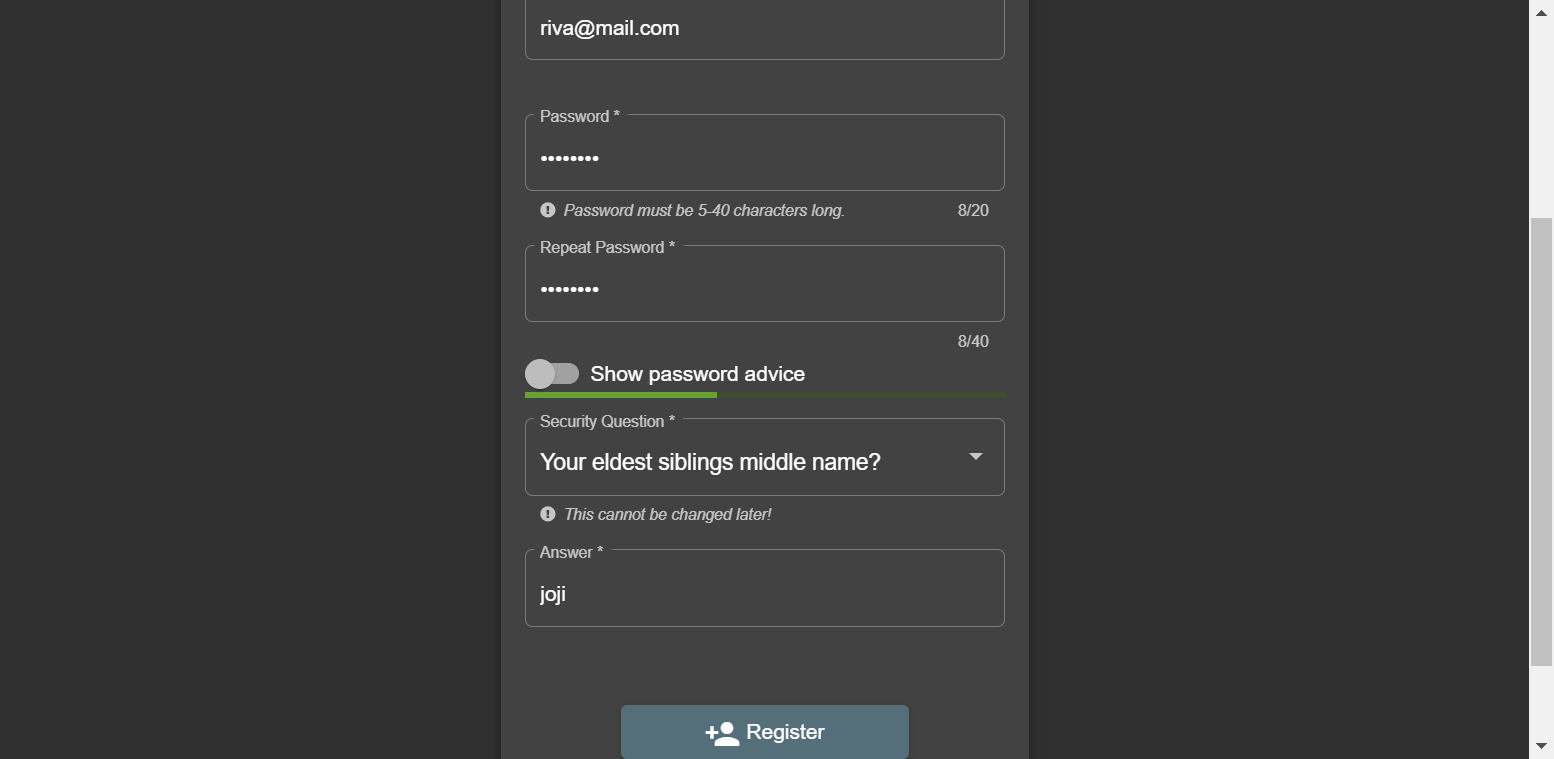 riva@mail.com
Password *
••••••••
Password must be 5-40 characters long. 8/20
Repeat Password *
••••••••
8/40
Show password advice
Security Question *
Your eldest siblings middle name?
This cannot be changed later!
Answer *
joji
Register